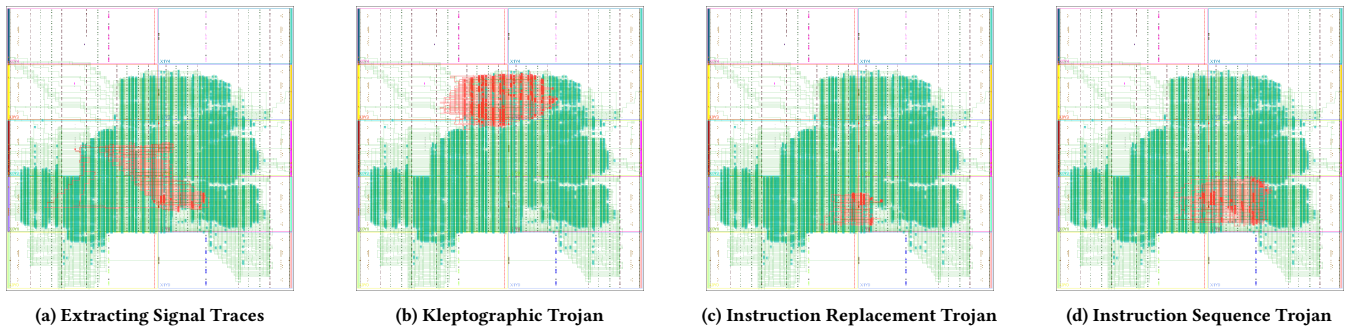 (a) Extracting Signal Traces
(b) Kleptographic Trojan
(c) Instruction Replacement Trojan
(d) Instruction Sequence Trojan